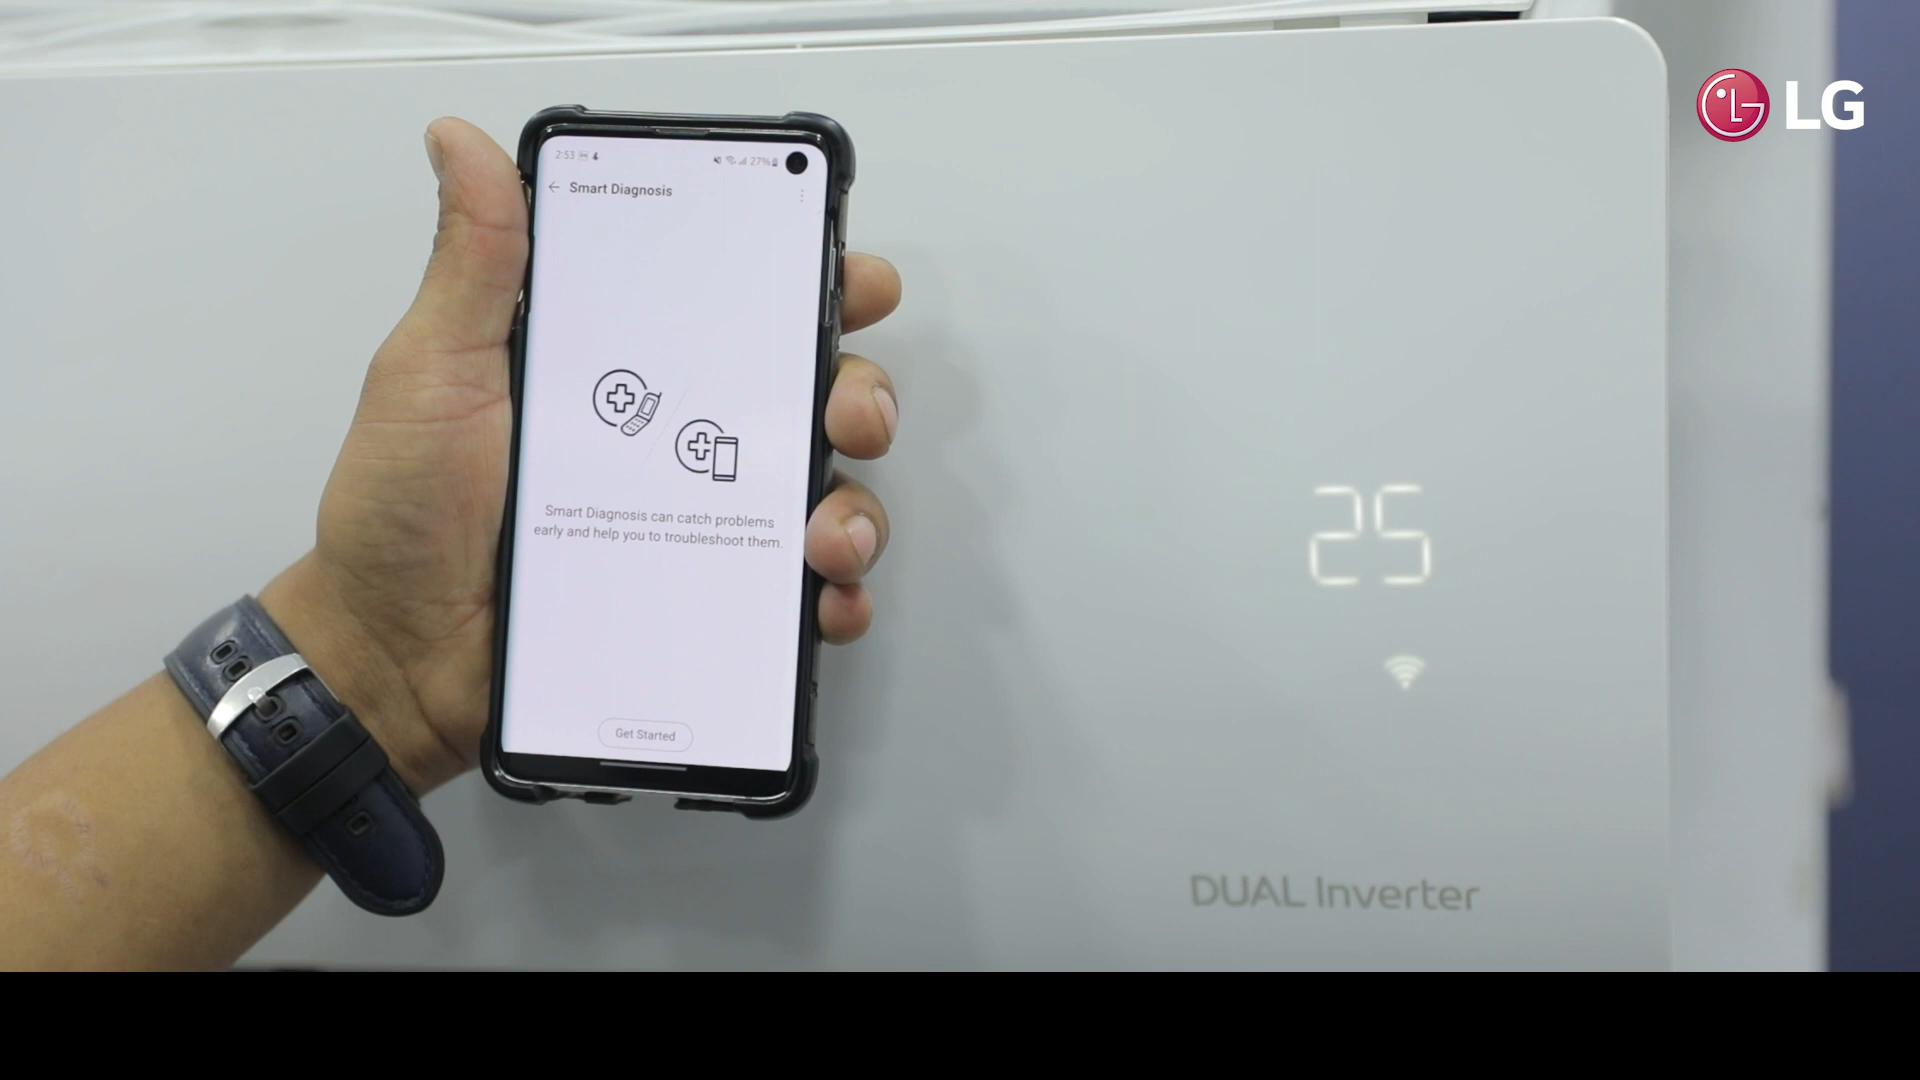 LG
2:53
27%
Smart Diagnosis
Smart Diagnosis can catch problems
early and help you to troubleshoot them.
Get Started
25
DUAL Inverter